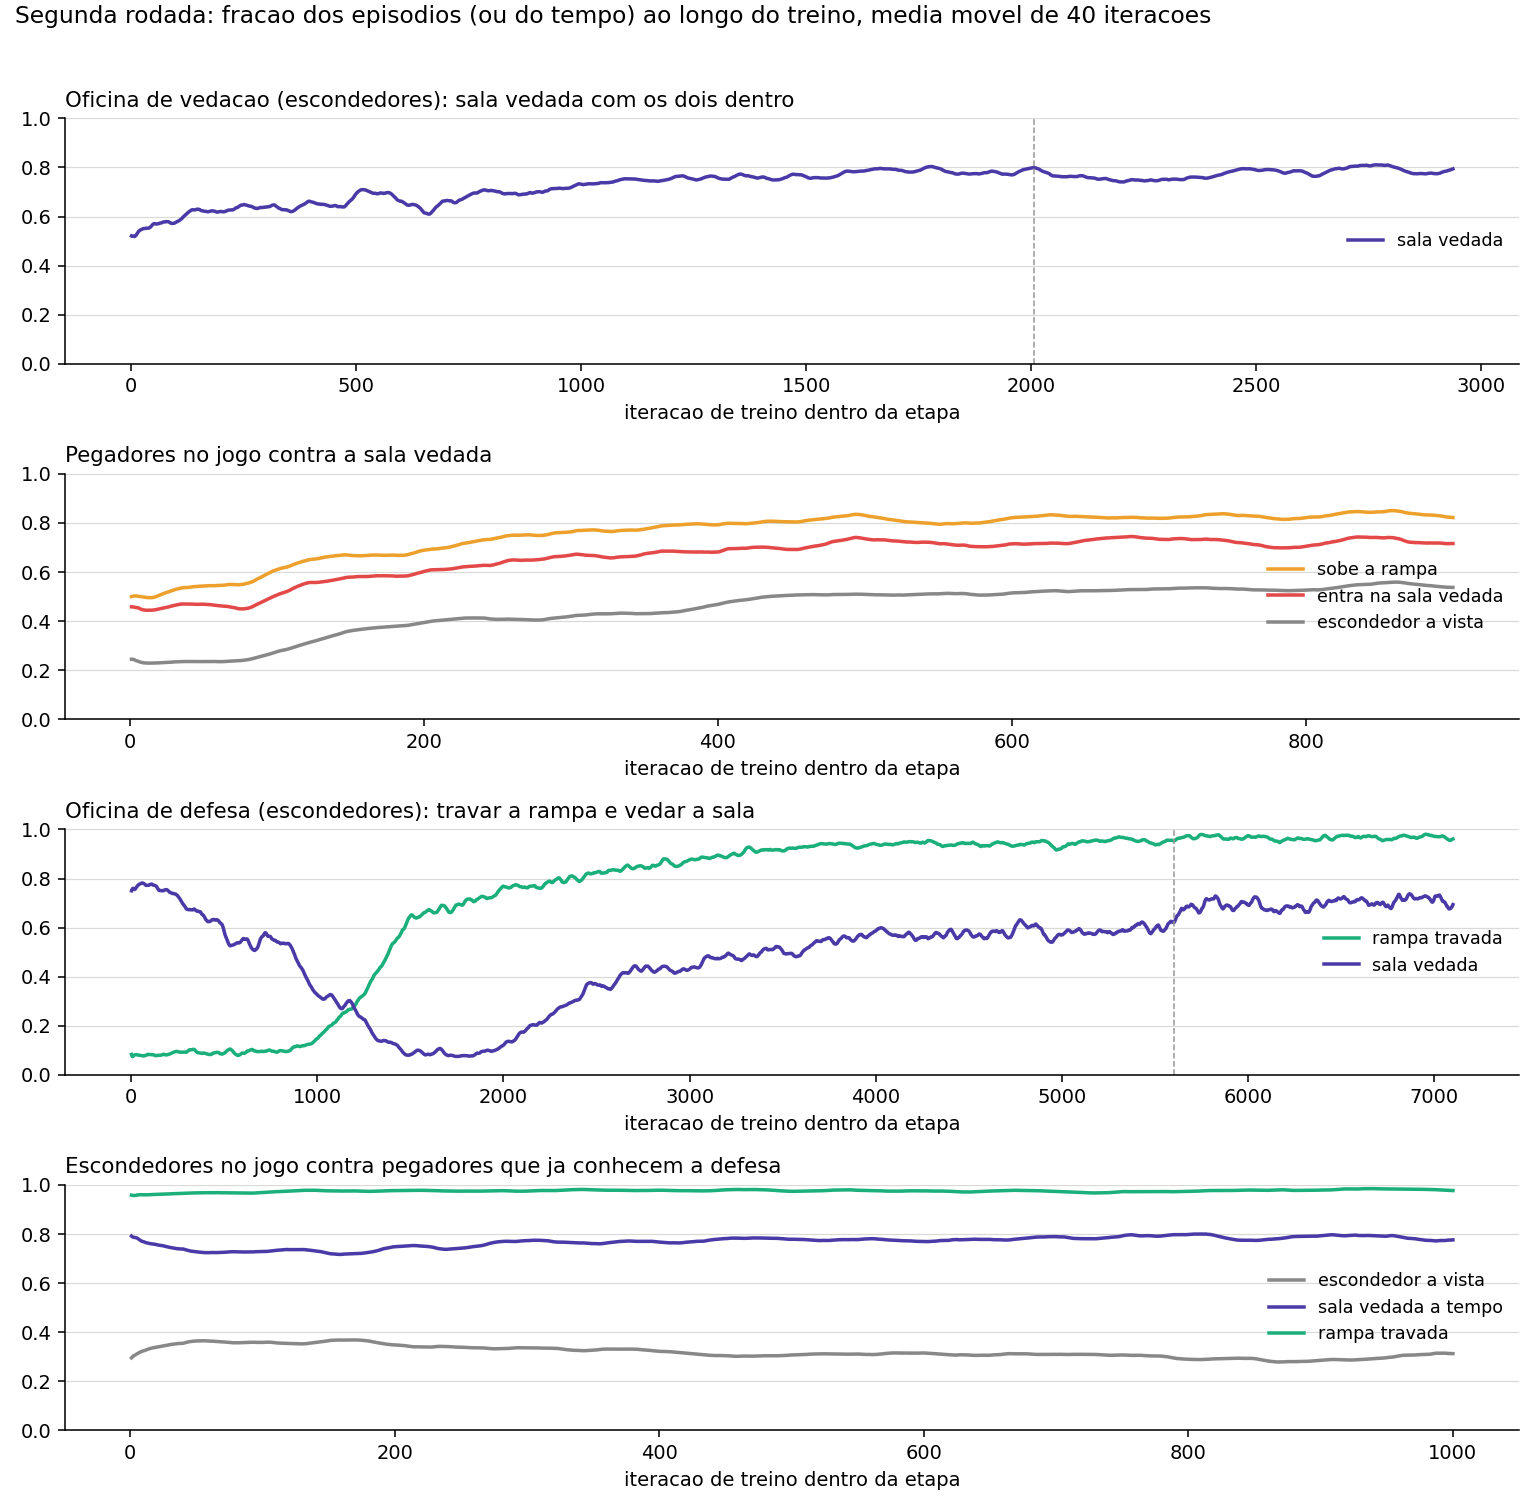 Segunda rodada: fracao dos episodios (ou do tempo) ao longo do treino, media movel de 40 iteracoes
Oficina de vedacao (escondedores): sala vedada com os dois dentro
1.0
0.8
0.6
0.4
0.2
0.0
sala vedada
0 500 1000 1500 2000 2500 3000
iteracao de treino dentro da etapa
Pegadores no jogo contra a sala vedada
1.0
0.8
0.6
0.4
0.2
0.0
sobe a rampa
entra na sala vedada
escondedor a vista
0 200 400 600 800
iteracao de treino dentro da etapa
Oficina de defesa (escondedores): travar a rampa e vedar a sala
1.0
0.8
0.6
0.4
0.2
0.0
rampa travada
sala vedada
0 1000 2000 3000 4000 5000 6000 7000
iteracao de treino dentro da etapa
Escondedores no jogo contra pegadores que ja conhecem a defesa
1.0
0.8
0.6
0.4
0.2
0.0
escondedor a vista
sala vedada a tempo
rampa travada
0 200 400 600 800 1000
iteracao de treino dentro da etapa